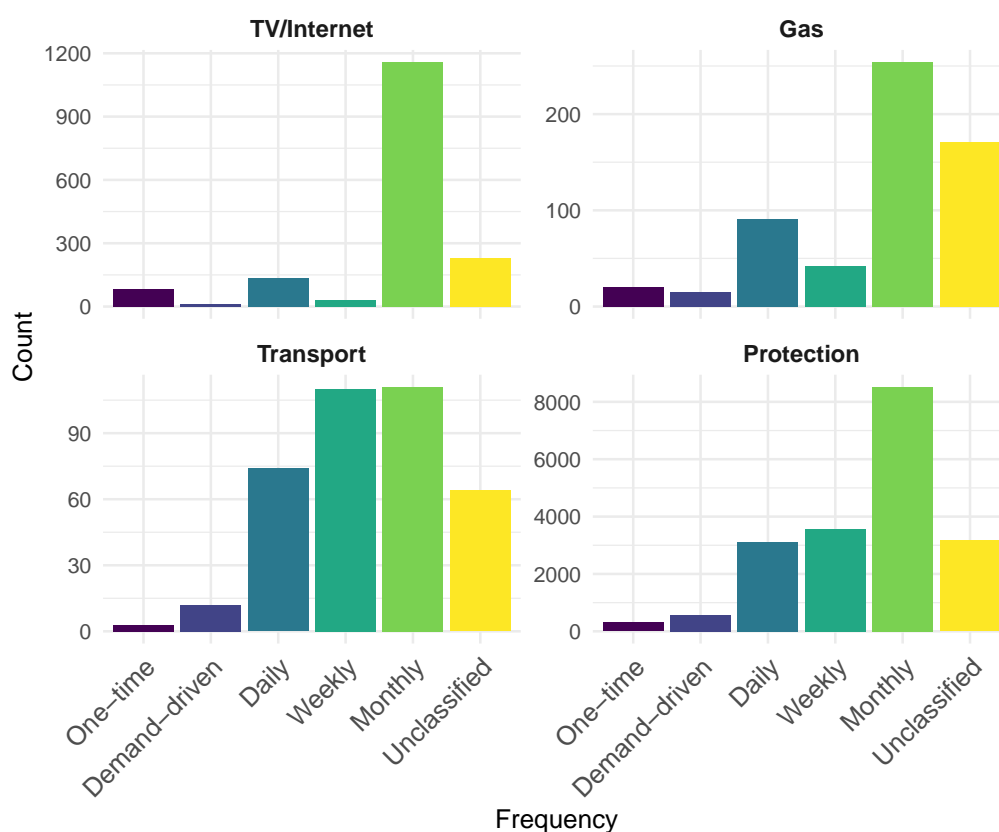 TV/Internet
1200
900
600
300
0
Gas
200
100
0
Transport
90
60
30
0
Protection
8000
6000
4000
2000
0
Count
One−time
Demand−driven
Daily
Weekly
Monthly
Unclassified
One−time
Demand−driven
Daily
Weekly
Monthly
Unclassified
Frequency